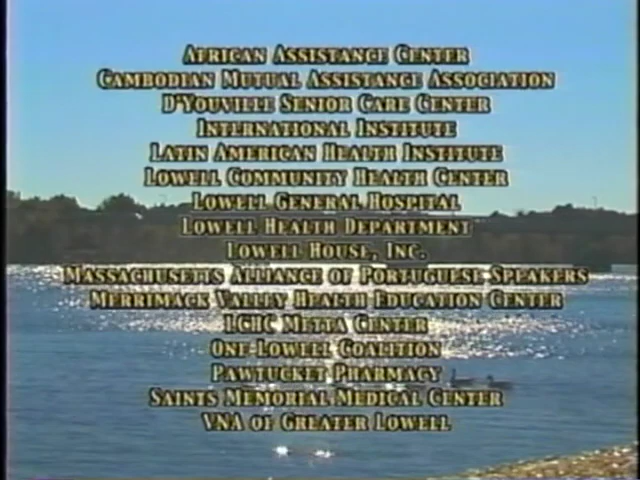 African Assistance Center
Cambodian Mutual Assistance Association
D'Youville Senior Care Center
International Institute
Latin American Health Institute
Lowell Community Health Center
Lowell General Hospital
Lowell Health Department
Lowell House, Inc.
Massachusetts Alliance of Portuguese Speakers
Merrimack Valley Health Education Center
LCHC Metta Center
One-Lowell Coalition
Pawtucket Pharmacy
Saints Memorial Medical Center
VNA of Greater Lowell